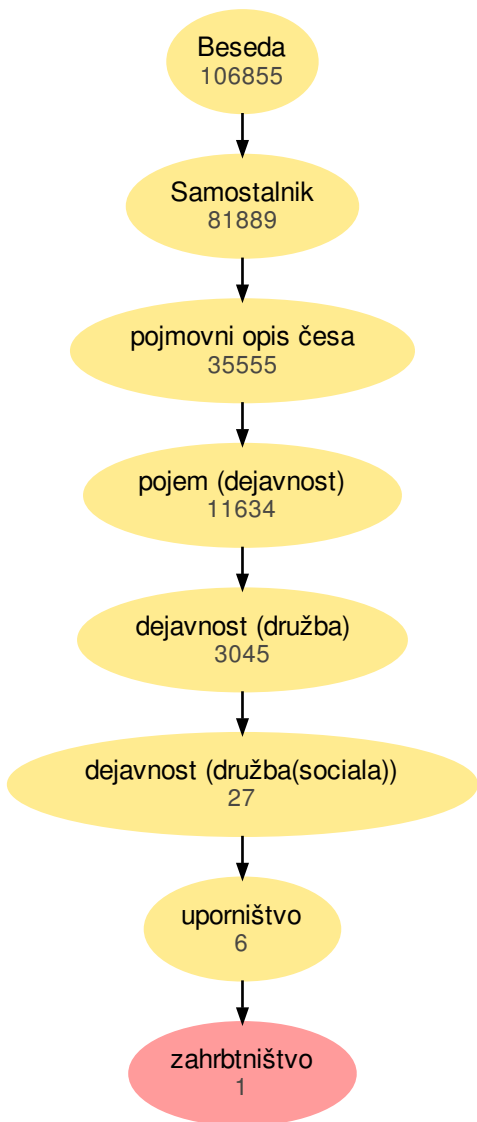 Beseda
106855
Samostalnik
81889
pojmovni opis česa
35555
pojem (dejavnost)
11634
dejavnost (družba)
3045
dejavnost (družba(sociala))
27
uporništvo
6
zahrbtništvo
1